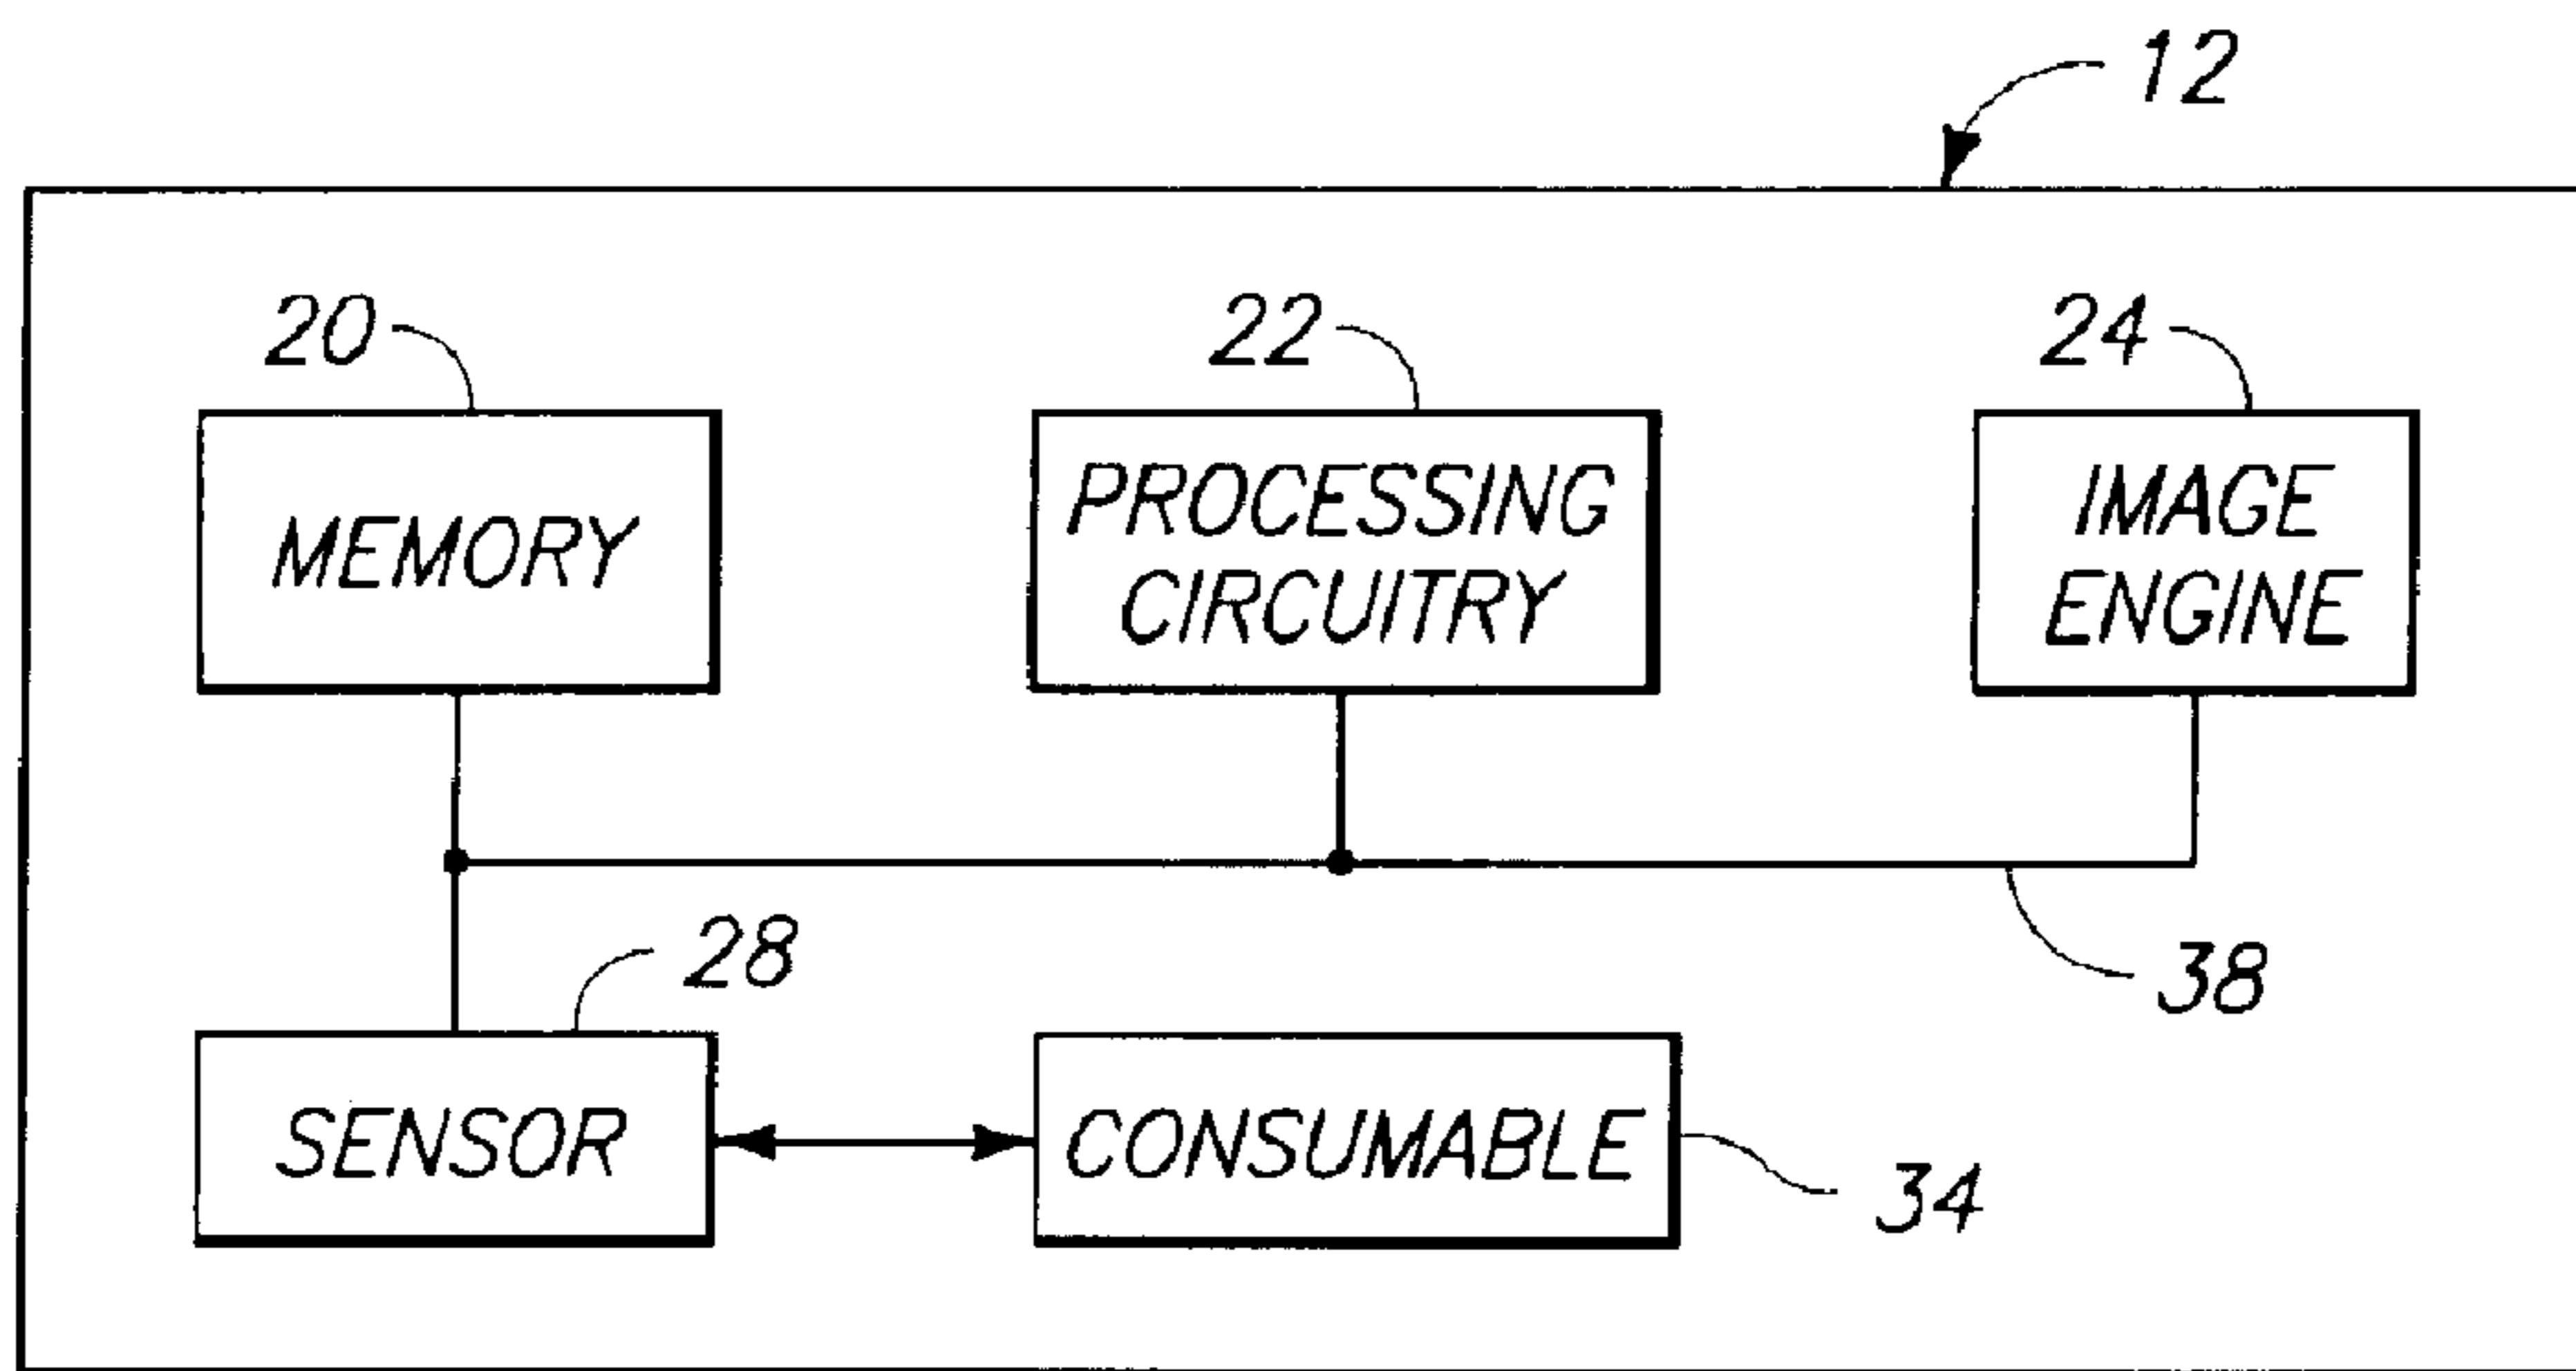 12
20
22
24
MEMORY
PROCESSING
CIRCUITRY
IMAGE
ENGINE
28
38
SENSOR
CONSUMABLE
34